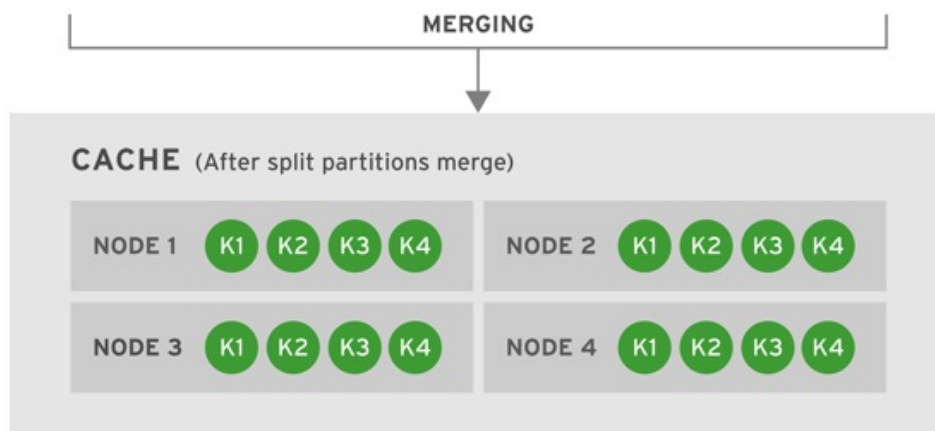 MERGING
CACHE (After split partitions merge)
NODE 1 K1 K2 K3 K4 NODE 2 K1 K2 K3 K4
NODE 3 K1 K2 K3 K4 NODE 4 K1 K2 K3 K4